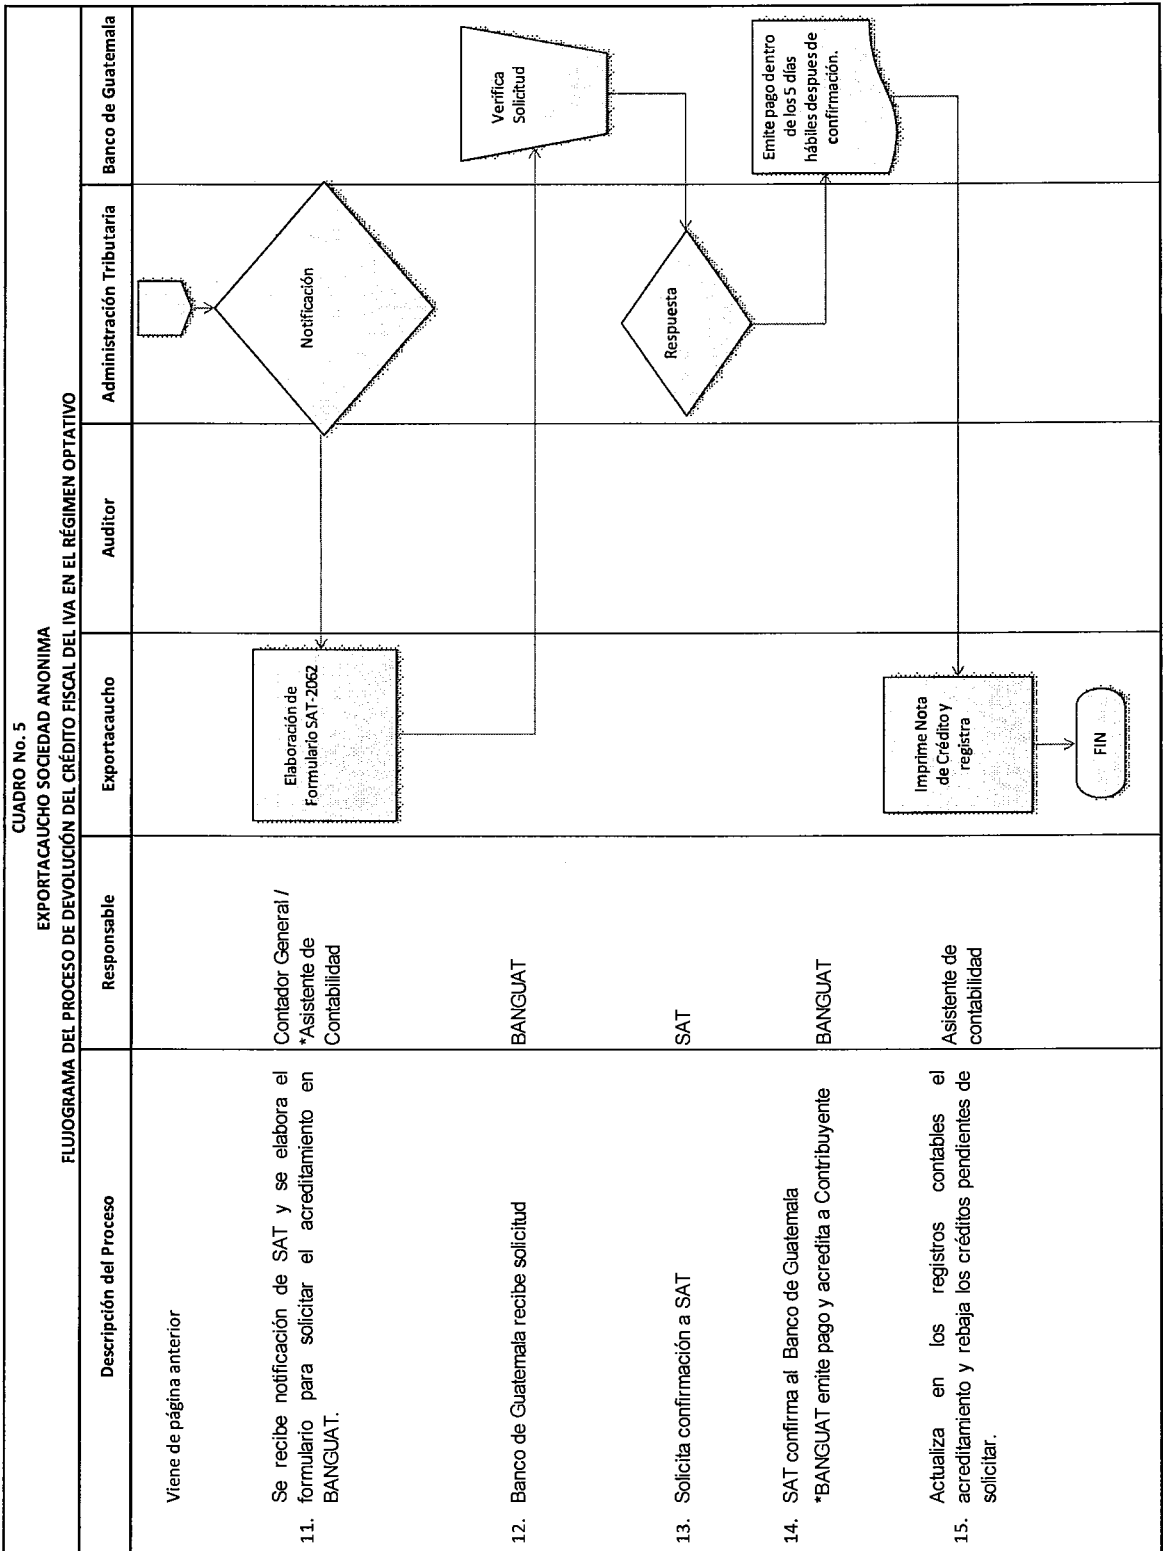 CUADRO No. 5
EXPORTACAUCHO SOCIEDAD ANONIMA
FLUJOGRAMA DEL PROCESO DE DEVOLUCIÓN DEL CRÉDITO FISCAL DEL IVA EN EL RÉGIMEN OPTATIVO
Descripción del Proceso
Responsable
Exportacaucho
Auditor
Administración Tributaria
Banco de Guatemala
Viene de página anterior
11. Se recibe notificación de SAT y se elabora el
formulario para solicitar el acreditamiento en
BANGUAT.
Contador General /
*Asistente de
Contabilidad
Elaboración de
Formulario SAT-2062
Notificación
12. Banco de Guatemala recibe solicitud
BANGUAT
Verifica
Solicitud
13. Solicita confirmación a SAT
SAT
Respuesta
14. SAT confirma al Banco de Guatemala
*BANGUAT emite pago y acredita a Contribuyente
BANGUAT
Emite pago dentro
de los 5 días
hábiles despues de
confirmación.
15. Actualiza en los registros contables el
acreditamiento y rebaja los créditos pendientes de
solicitar.
Asistente de
contabilidad
Imprime Nota
de Crédito y
registra
FIN